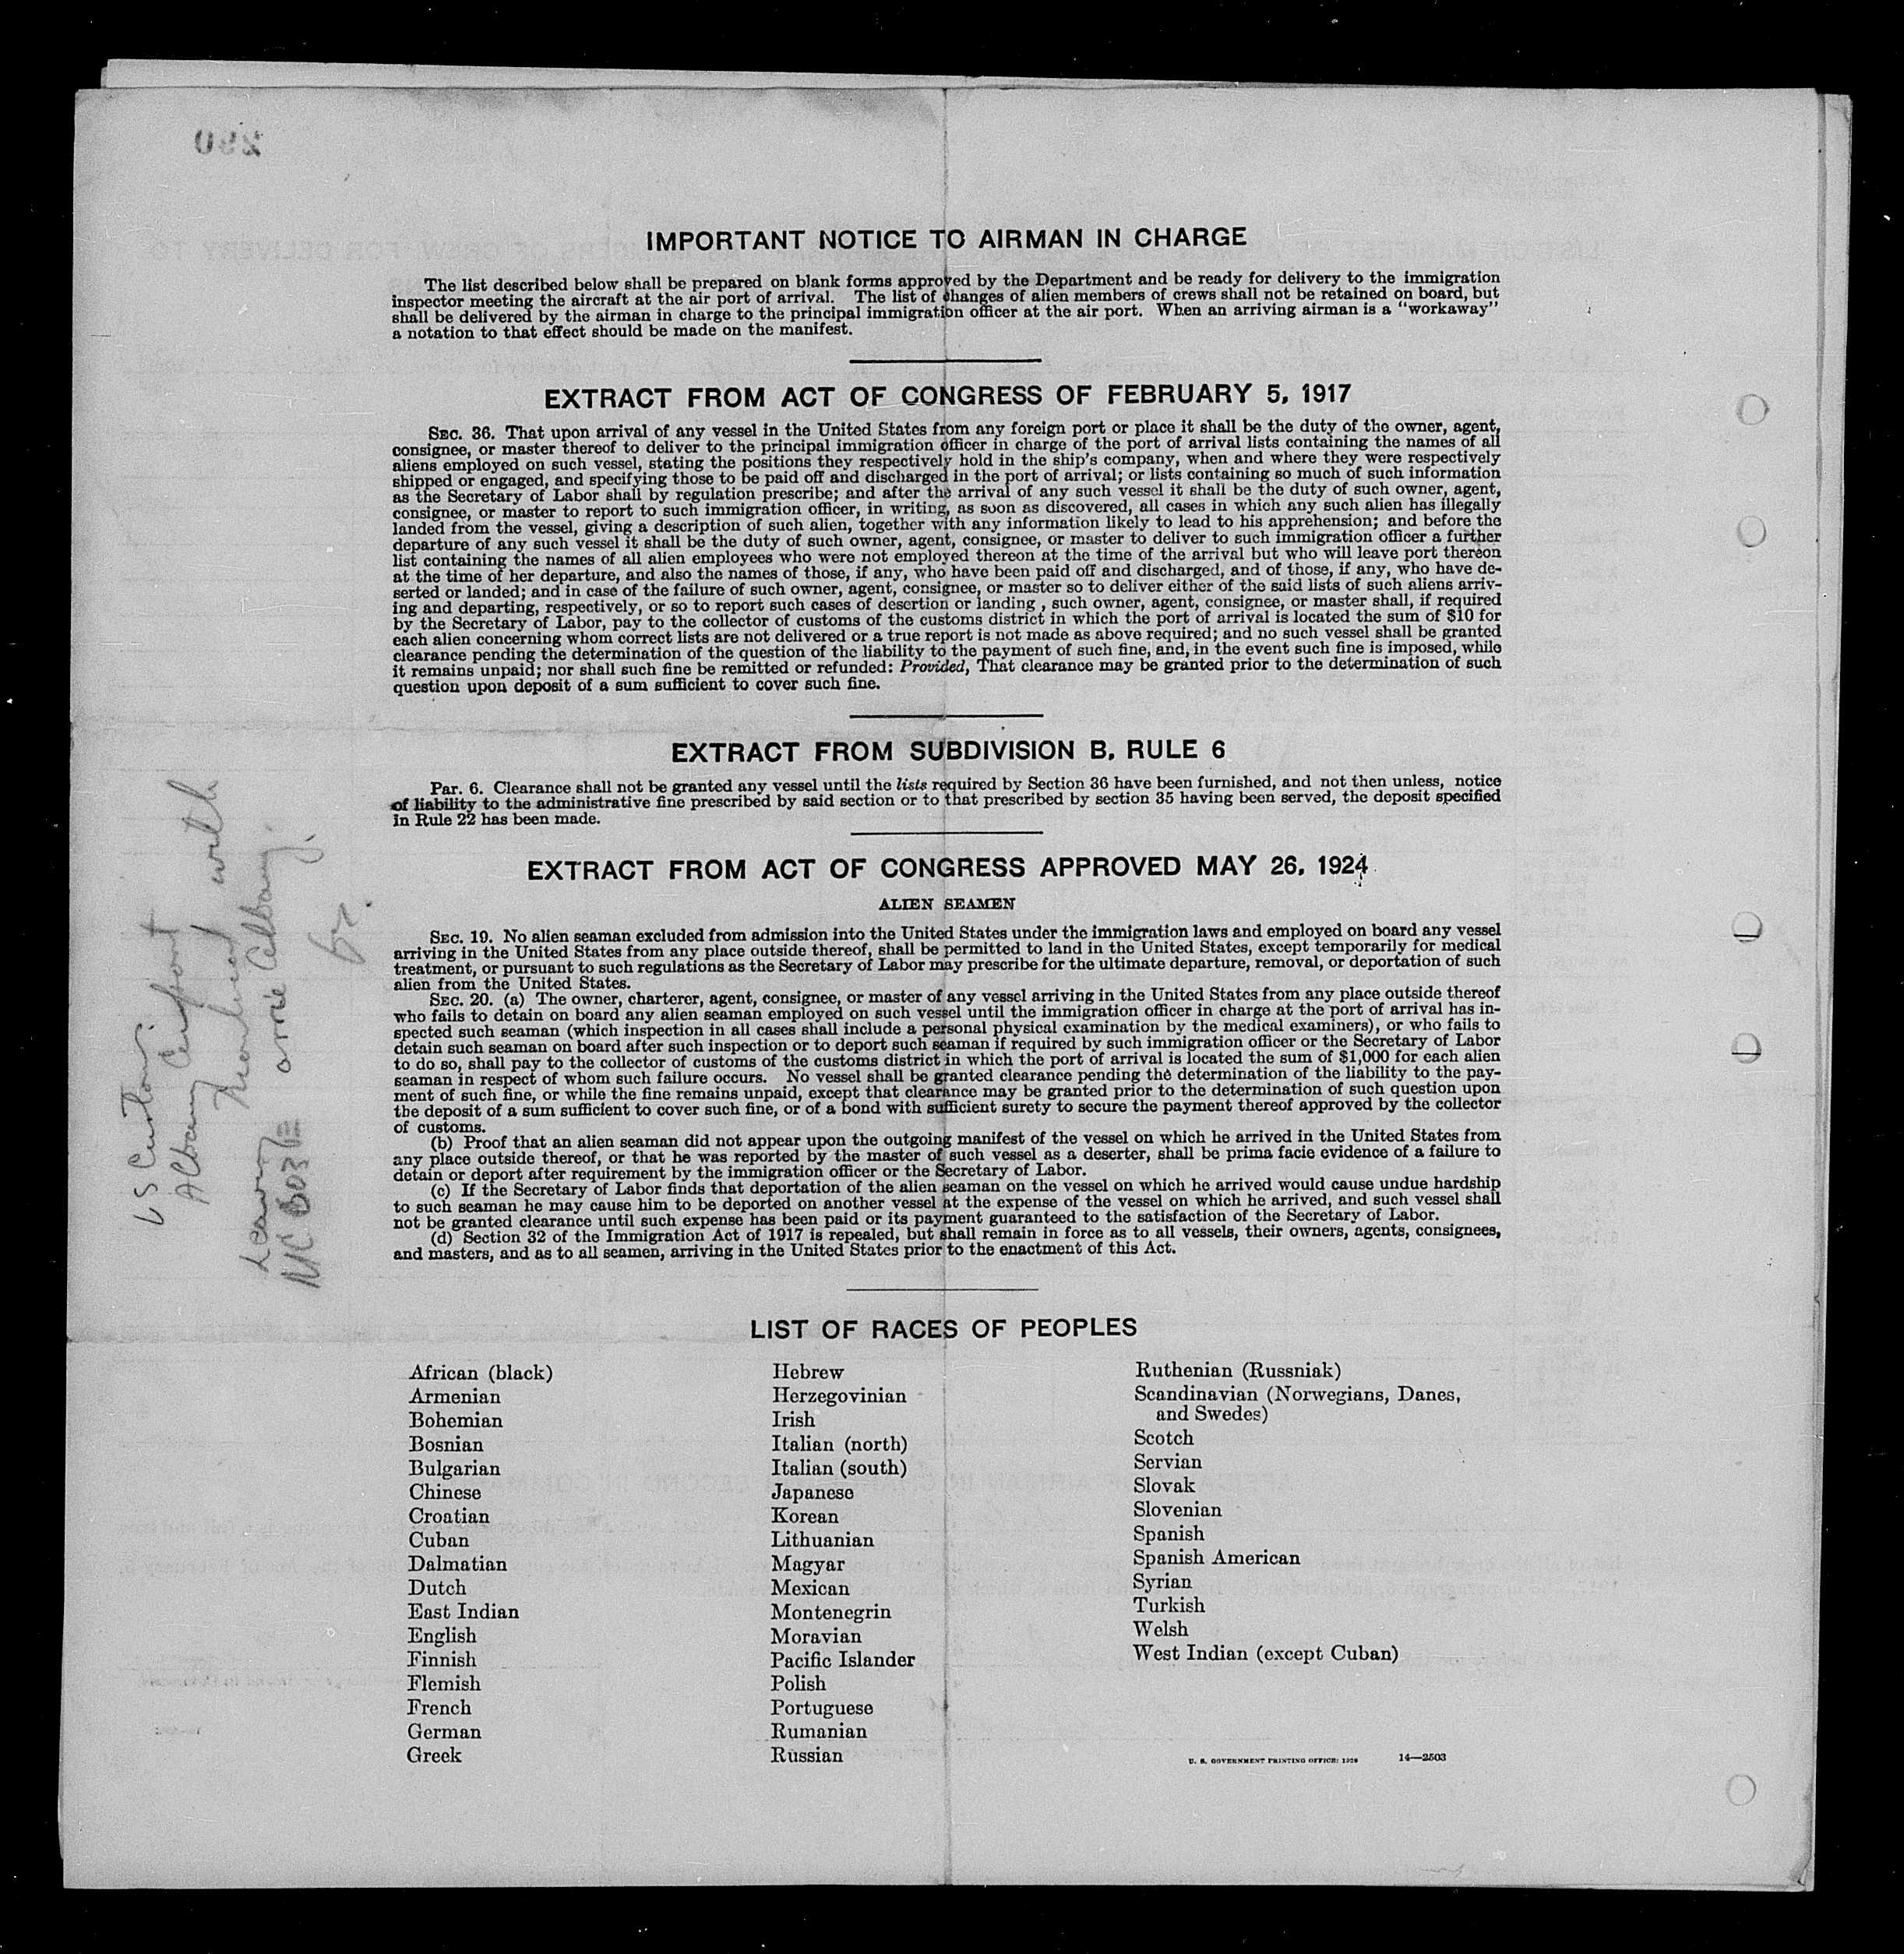 IMPORTANT NOTICE TO AIRMAN IN CHARGE
The list described below shall be prepared on blank forms approved by the Department and be ready for delivery to the immigration
inspector meeting the aircraft at the air port of arrival. The list of changes of alien members of crews shall not be retained on board, but
shall be delivered by the airman in charge to the principal immigration officer at the air port. When an arriving airman is a "workaway"
a notation to that effect should be made on the manifest.
EXTRACT FROM ACT OF CONGRESS OF FEBRUARY 5, 1917
SEC. 36. That upon arrival of any vessel in the United States from any foreign port or place it shall be the duty of the owner, agent,
consignee, or master thereof to deliver to the principal immigration officer in charge of the port of arrival lists containing the names of all
aliens employed on such vessel, stating the positions they respectively hold in the ship's company, when and where they were respectively
shipped or engaged, and specifying those to be paid off and discharged in the port of arrival; or lists containing so much of such information
as the Secretary of Labor shall by regulation prescribe; and after the arrival of any such vessel it shall be the duty of such owner, agent,
consignee, or master to report to such immigration officer, in writing, as soon as discovered, all cases in which any such alien has illegally
landed from the vessel, giving a description of such alien, together with any information likely to lead to his apprehension; and before the
departure of any such vessel it shall be the duty of such owner, agent, consignee, or master to deliver to such immigration officer a further
list containing the names of all alien employees who were not employed thereon at the time of the arrival but who will leave port thereon
at the time of her departure, and also the names of those, if any, who have been paid off and discharged, and of those, if any, who have de-
serted or landed; and in case of the failure of such owner, agent, consignee, or master so to deliver either of the said lists of such aliens arriv-
ing and departing, respectively, or so to report such cases of desertion or landing , such owner, agent, consignee, or master shall, if required
by the Secretary of Labor, pay to the collector of customs of the customs district in which the port of arrival is located the sum of $10 for
each alien concerning whom correct lists are not delivered or a true report is not made as above required; and no such vessel shall be granted
clearance pending the determination of the question of the liability to the payment of such fine, and, in the event such fine is imposed, while
it remains unpaid; nor shall such fine be remitted or refunded: Provided, That clearance may be granted prior to the determination of such
question upon deposit of a sum sufficient to cover such fine.
EXTRACT FROM SUBDIVISION B, RULE 6
Par. 6. Clearance shall not be granted any vessel until the lists required by Section 36 have been furnished, and not then unless, notice
of liability to the administrative fine prescribed by said section or to that prescribed by section 35 having been served, the deposit specified
in Rule 22 has been made.
EXTRACT FROM ACT OF CONGRESS APPROVED MAY 26, 1924
ALIEN SEAMEN
SEC. 19. No alien seaman excluded from admission into the United States under the immigration laws and employed on board any vessel
arriving in the United States from any place outside thereof, shall be permitted to land in the United States, except temporarily for medical
treatment, or pursuant to such regulations as the Secretary of Labor may prescribe for the ultimate departure, removal, or deportation of such
alien from the United States.
SEC. 20. (a) The owner, charterer, agent, consignee, or master of any vessel arriving in the United States from any place outside thereof
who fails to detain on board any alien seaman employed on such vessel until the immigration officer in charge at the port of arrival has in-
spected such seaman (which inspection in all cases shall include a personal physical examination by the medical examiners), or who fails to
detain such seaman on board after such inspection or to deport such seaman if required by such immigration officer or the Secretary of Labor
to do so, shall pay to the collector of customs of the customs district in which the port of arrival is located the sum of $1,000 for each alien
seaman in respect of whom such failure occurs. No vessel shall be granted clearance pending the determination of the liability to the pay-
ment of such fine, or while the fine remains unpaid, except that clearance may be granted prior to the determination of such question upon
the deposit of a sum sufficient to cover such fine, or of a bond with sufficient surety to secure the payment thereof approved by the collector
of customs.
(b) Proof that an alien seaman did not appear upon the outgoing manifest of the vessel on which he arrived in the United States from
any place outside thereof, or that he was reported by the master of such vessel as a deserter, shall be prima facie evidence of a failure to
detain or deport after requirement by the immigration officer or the Secretary of Labor.
(c) If the Secretary of Labor finds that deportation of the alien seaman on the vessel on which he arrived would cause undue hardship
to such seaman he may cause him to be deported on another vessel at the expense of the vessel on which he arrived, and such vessel shall
not be granted clearance until such expense has been paid or its payment guaranteed to the satisfaction of the Secretary of Labor.
(d) Section 32 of the Immigration Act of 1917 is repealed, but shall remain in force as to all vessels, their owners, agents, consignees,
and masters, and as to all seamen, arriving in the United States prior to the enactment of this Act.
US Customs
Albany Airport
Montreal with
Leaving
Albany.
LIST OF RACES OF PEOPLES
African (black)
Armenian
Bohemian
Bosnian
Bulgarian
Chinese
Croatian
Cuban
Dalmatian
Dutch
East Indian
English
Finnish
Flemish
French
German
Greek
Hebrew
Herzegovinian
Irish
Italian (north)
Italian (south)
Japanese
Korean
Lithuanian
Magyar
Mexican
Montenegrin
Moravian
Pacific Islander
Polish
Portuguese
Rumanian
Russian
Ruthenian (Russniak)
Scandinavian (Norwegians, Danes,
and Swedes)
Scotch
Servian
Slovak
Slovenian
Spanish
Spanish American
Syrian
Turkish
Welsh
West Indian (except Cuban)
U. S. GOVERNMENT PRINTING OFFICE: 1928
14—2503